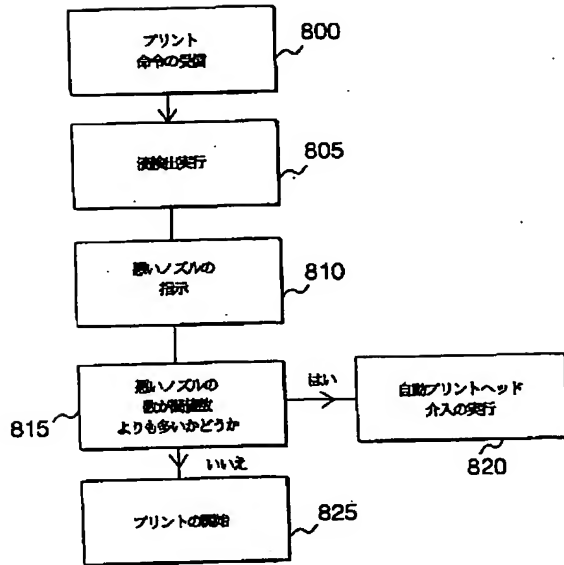 プリント
命令の受信
800
検出実行
805
悪いノズルの
指示
810
悪いノズルの
数が閾値数
よりも多いかどうか
815
はい
自動プリントヘッド
介入の実行
820
いいえ
プリントの開始
825